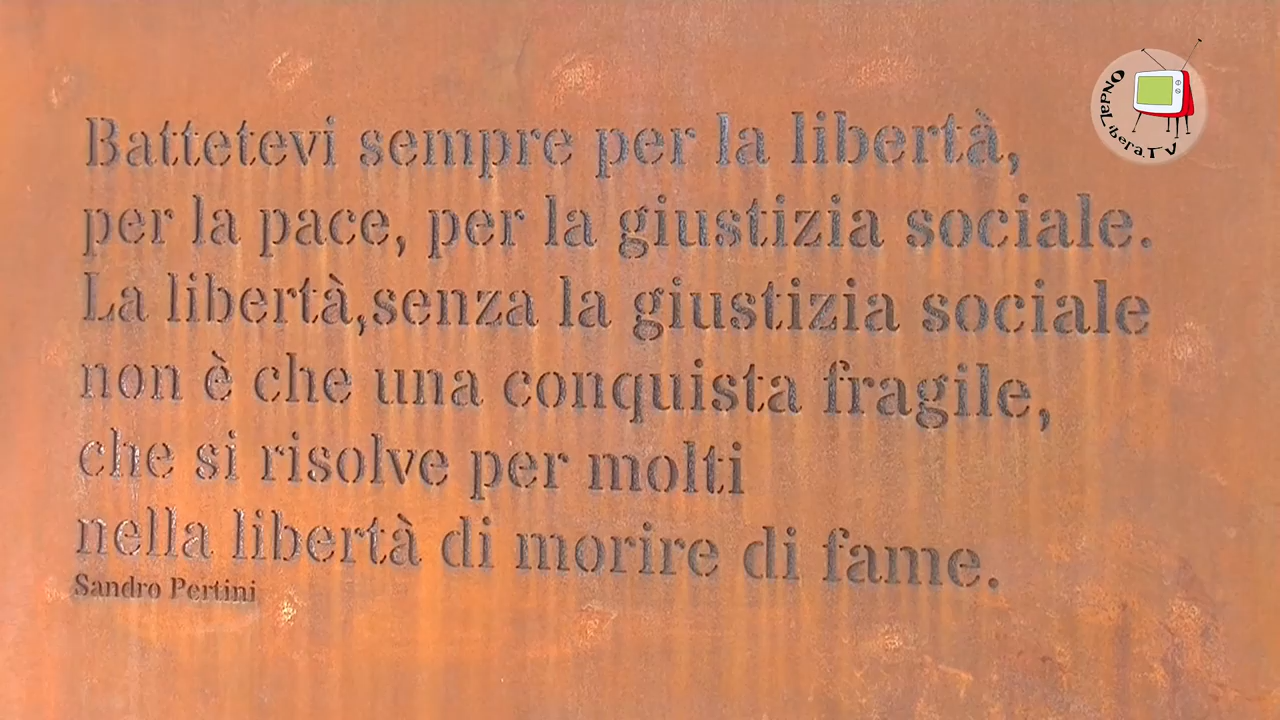 Battetevi sempre per la libertà,
per la pace, per la giustizia sociale.
La libertà,senza la giustizia sociale
non è che una conquista fragile,
che si risolve per molti
nella libertà di morire di fame.
Sandro Pertini
OndaLibera.TV